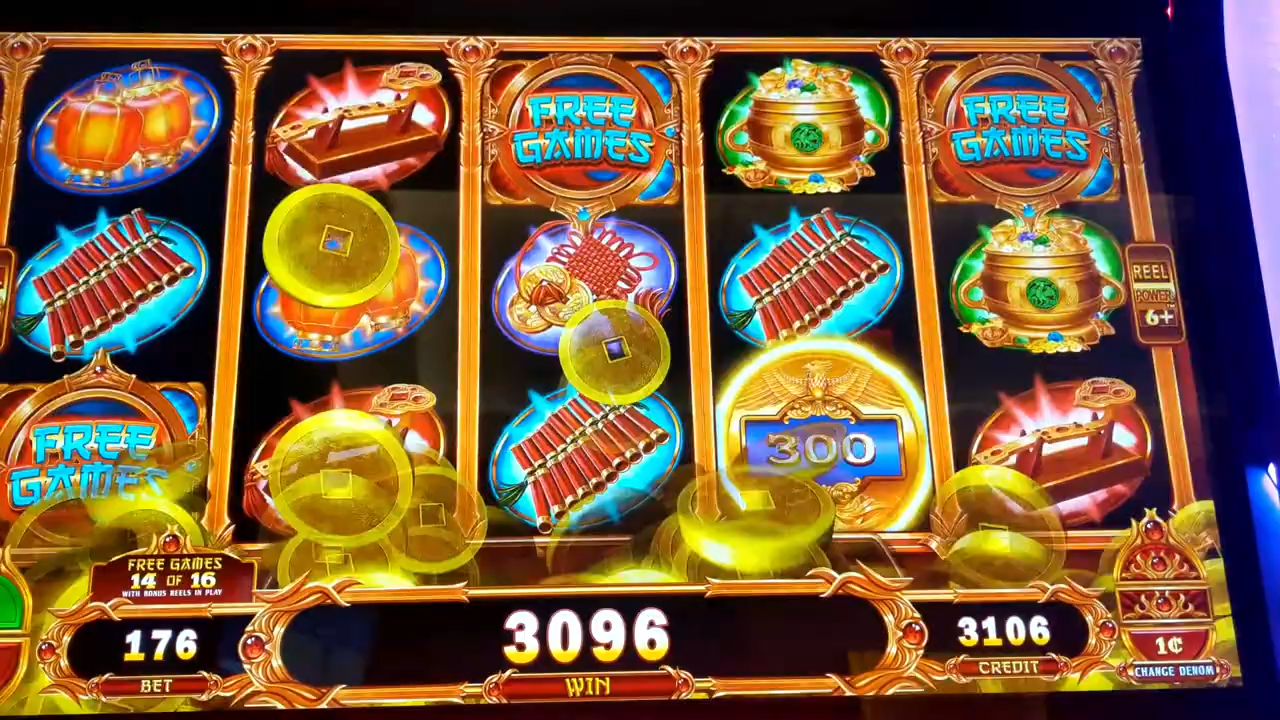 FREE
GAMES
FREE
GAMES
REEL
POWER
6+
300
FREE
GAMES
FREE GAMES
14 OF 16
WITH BONUS REELS IN PLAY
176
BET
3096
WIN
3106
CREDIT
1¢
CHANGE DENOM